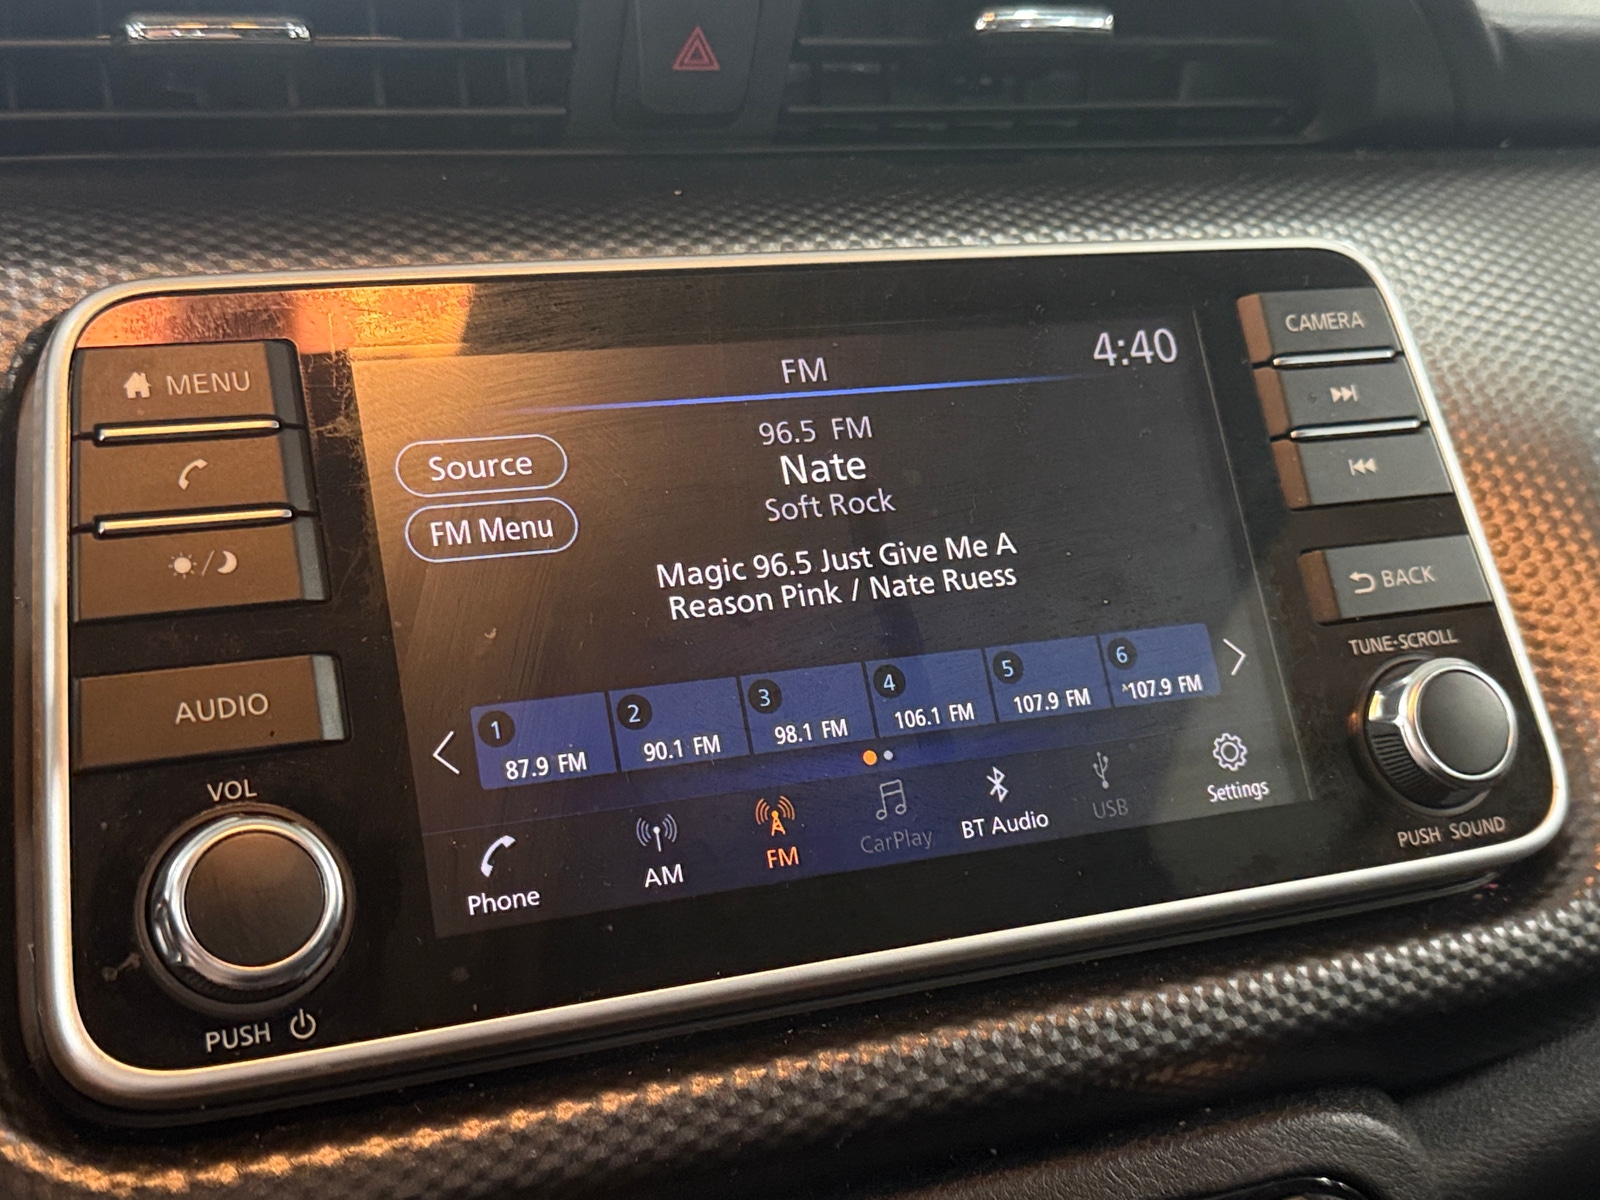 MENU
AUDIO
VOL
PUSH
FM
4:40
96.5 FM
Nate
Soft Rock
Source
FM Menu
Magic 96.5 Just Give Me A
Reason Pink / Nate Ruess
1
87.9 FM
2
90.1 FM
3
98.1 FM
4
106.1 FM
5
107.9 FM
6
^107.9 FM
Phone
AM
FM
CarPlay
BT Audio
USB
Settings
CAMERA
BACK
TUNE·SCROLL
PUSH SOUND